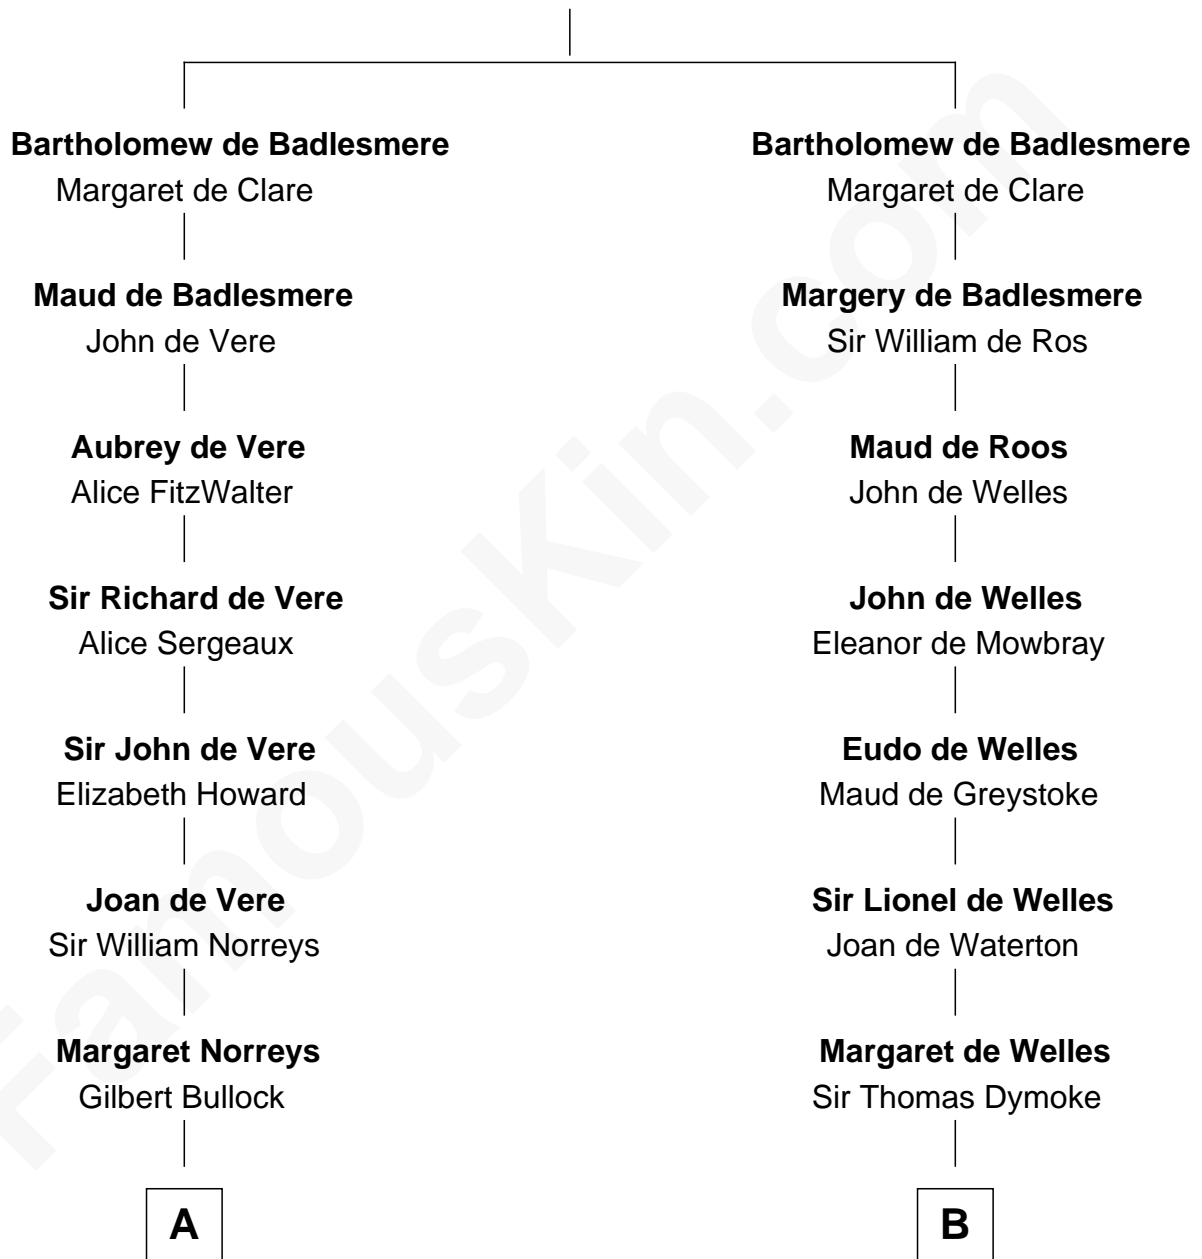 Bartholomew de Badlesmere
Margaret de Clare
Maud de Badlesmere
John de Vere
Aubrey de Vere
Alice FitzWalter
Sir Richard de Vere
Alice Sergeaux
Sir John de Vere
Elizabeth Howard
Joan de Vere
Sir William Norreys
Margaret Norreys
Gilbert Bullock
A
Bartholomew de Badlesmere
Margaret de Clare
Margery de Badlesmere
Sir William de Ros
Maud de Roos
John de Welles
John de Welles
Eleanor de Mowbray
Eudo de Welles
Maud de Greystoke
Sir Lionel de Welles
Joan de Waterton
Margaret de Welles
Sir Thomas Dymoke
B
FamousKin.com